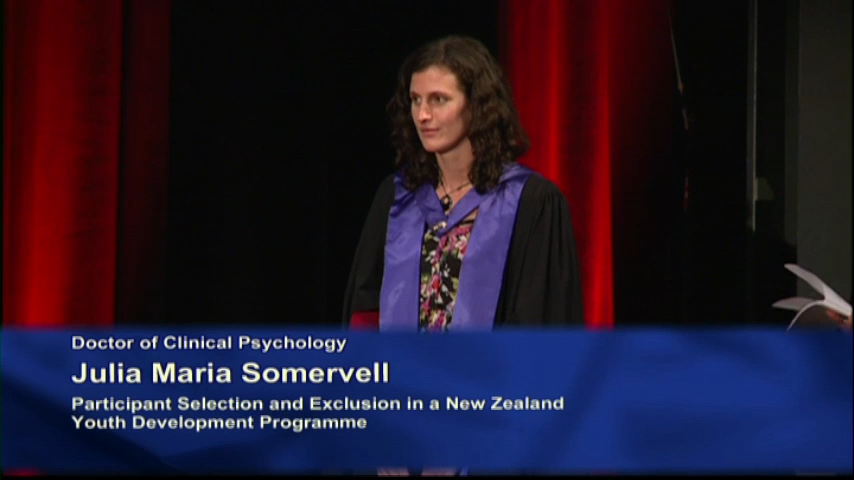 Doctor of Clinical Psychology
Julia Maria Somervell
Participant Selection and Exclusion in a New Zealand
Youth Development Programme